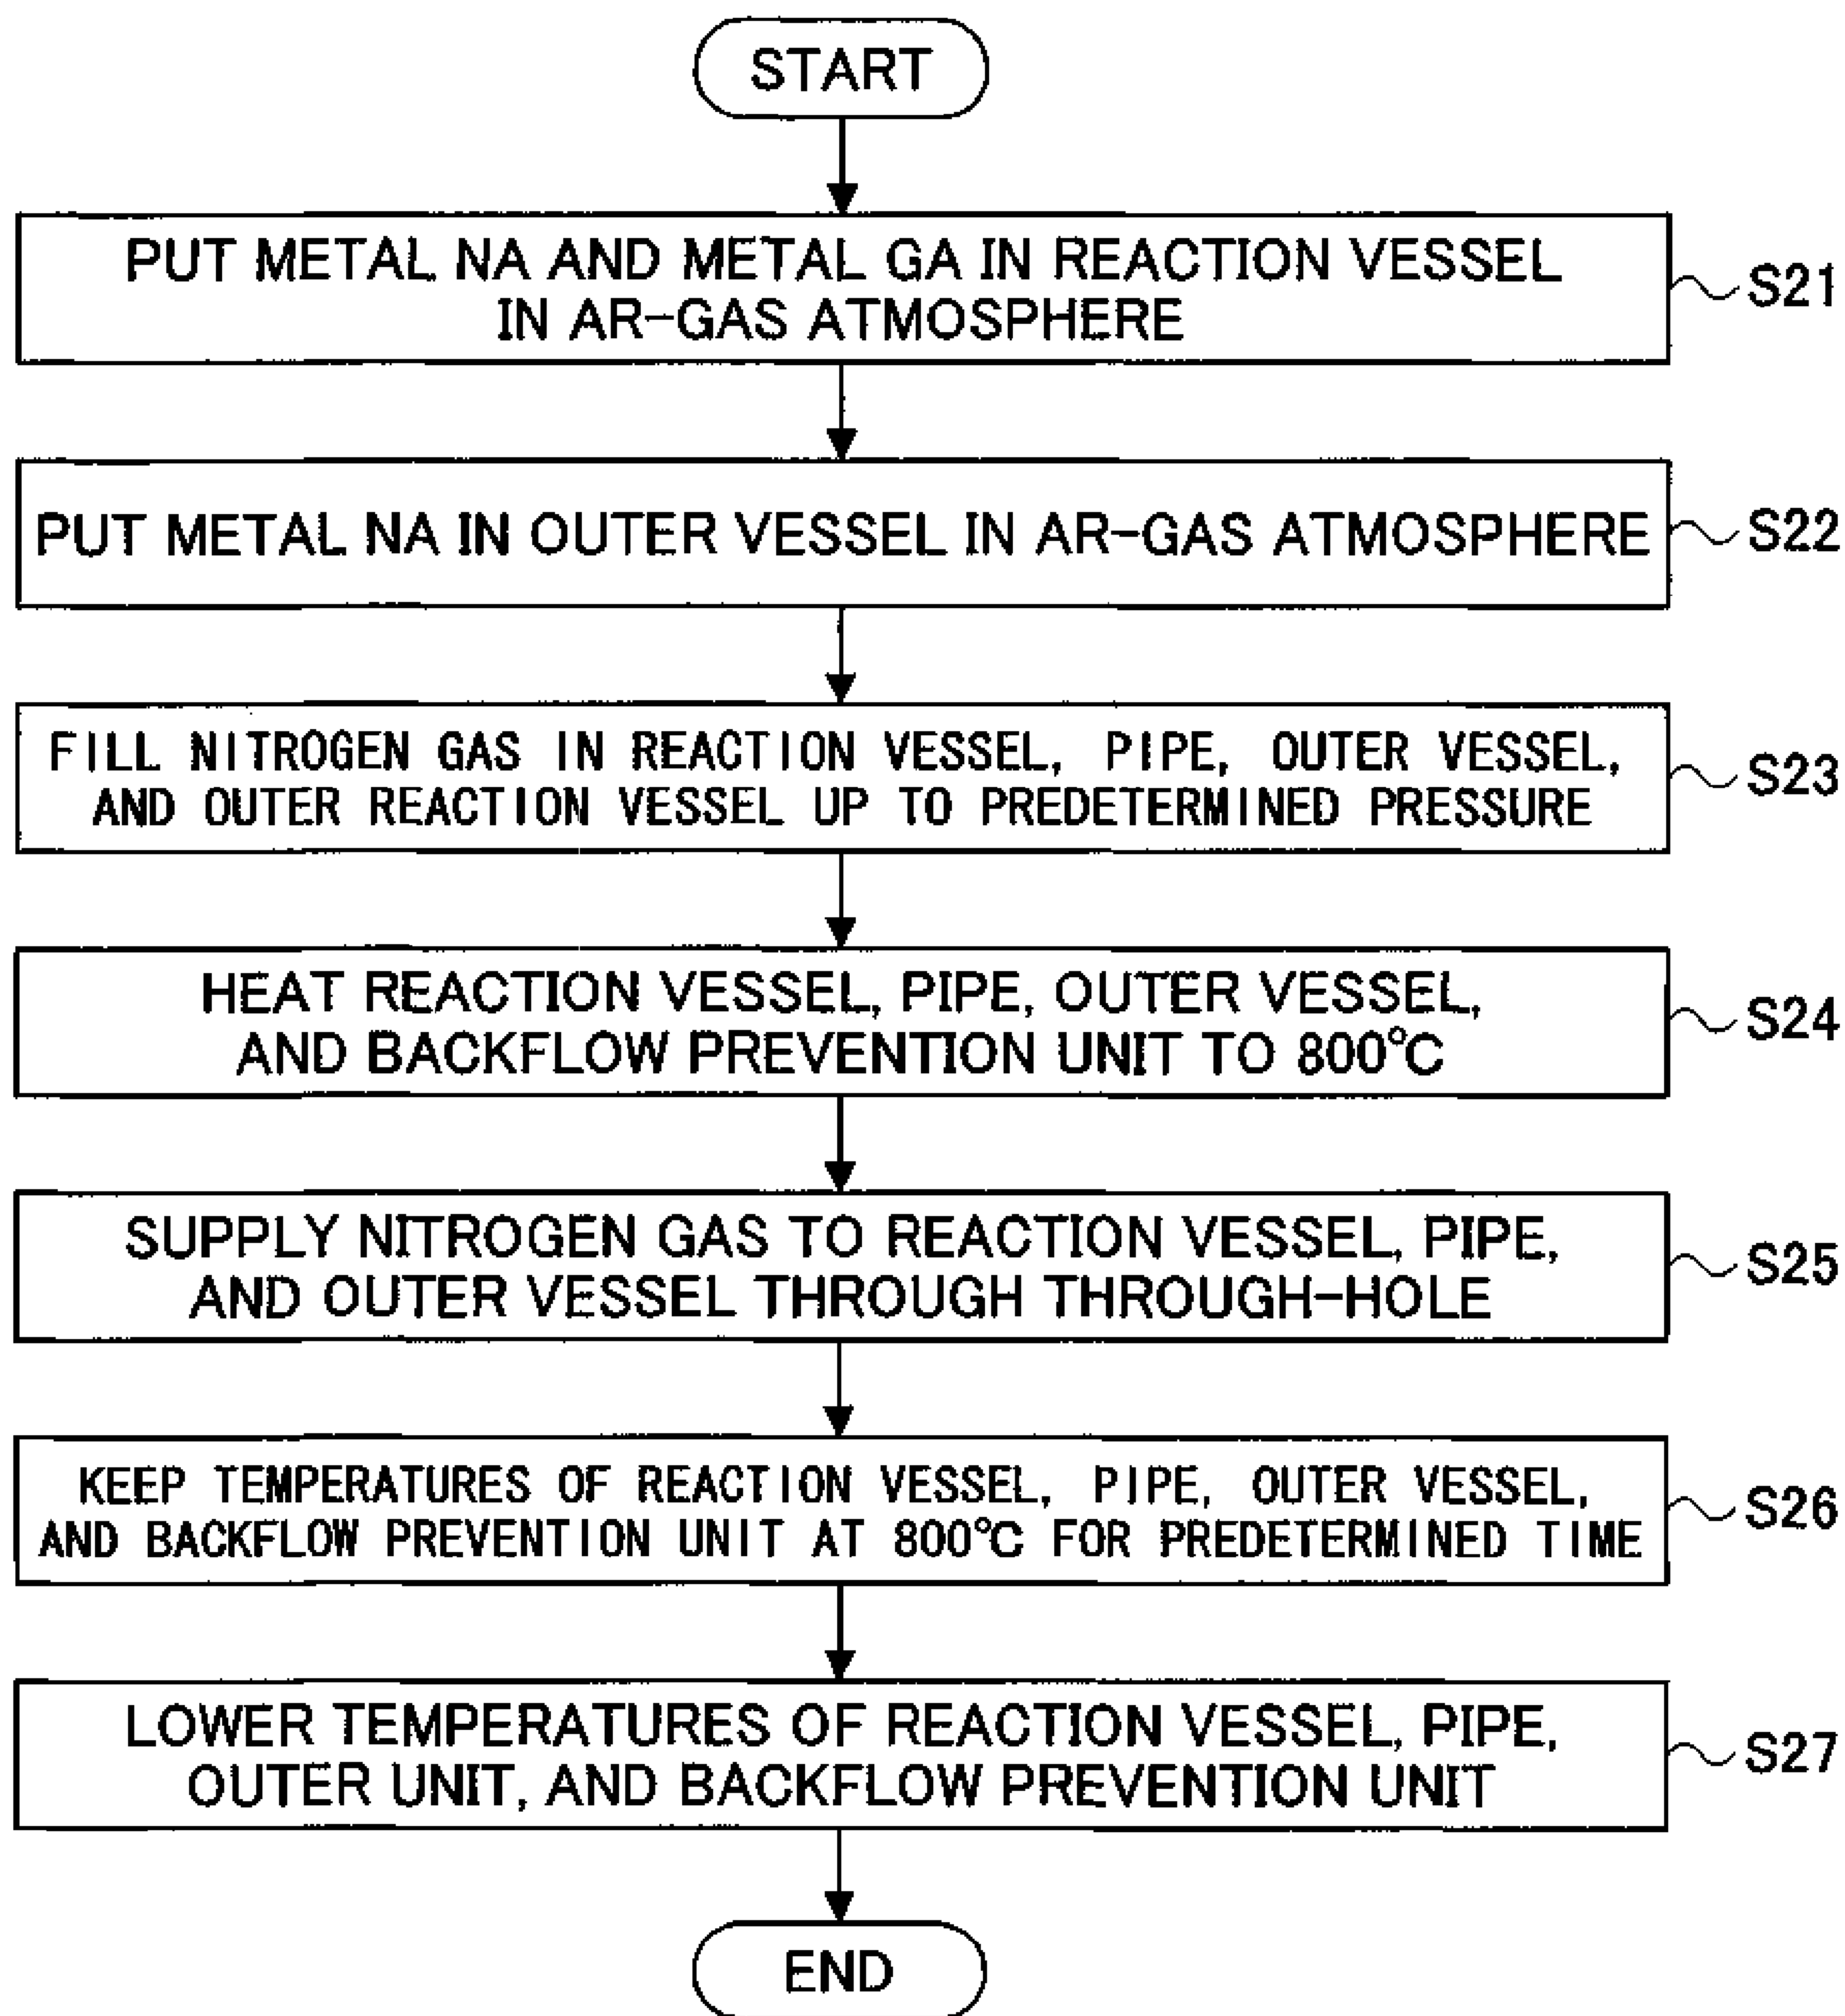 START
PUT METAL NA AND METAL GA IN REACTION VESSEL
IN AR-GAS ATMOSPHERE
S21
PUT METAL NA IN OUTER VESSEL IN AR-GAS ATMOSPHERE
S22
FILL NITROGEN GAS IN REACTION VESSEL, PIPE, OUTER VESSEL,
AND OUTER REACTION VESSEL UP TO PREDETERMINED PRESSURE
S23
HEAT REACTION VESSEL, PIPE, OUTER VESSEL,
AND BACKFLOW PREVENTION UNIT TO 800°C
S24
SUPPLY NITROGEN GAS TO REACTION VESSEL, PIPE,
AND OUTER VESSEL THROUGH THROUGH-HOLE
S25
KEEP TEMPERATURES OF REACTION VESSEL, PIPE, OUTER VESSEL,
AND BACKFLOW PREVENTION UNIT AT 800°C FOR PREDETERMINED TIME
S26
LOWER TEMPERATURES OF REACTION VESSEL, PIPE,
OUTER UNIT, AND BACKFLOW PREVENTION UNIT
S27
END